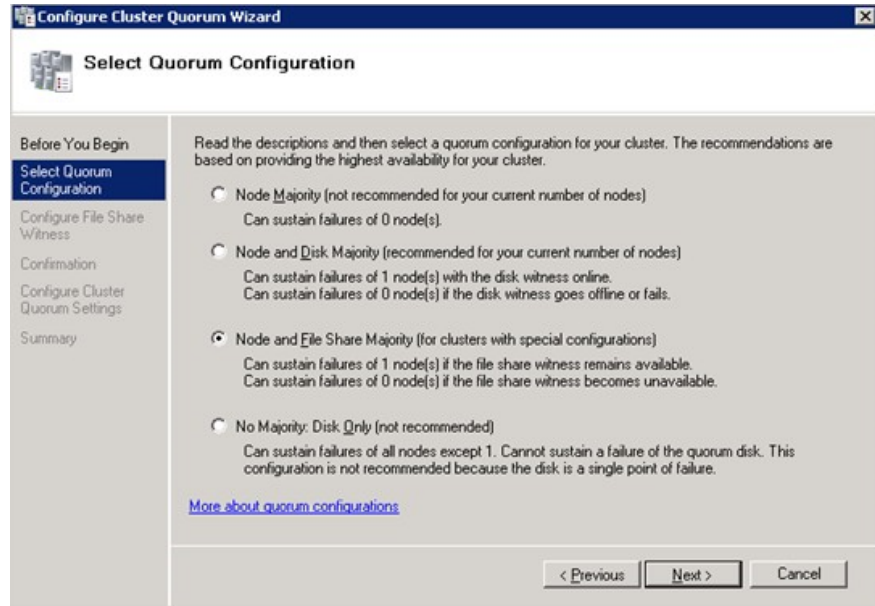 Configure Cluster Quorum Wizard
Select Quorum Configuration
Before You Begin
Select Quorum
Configuration
Configure File Share
Witness
Confirmation
Configure Cluster
Quorum Settings
Summary
Read the descriptions and then select a quorum configuration for your cluster. The recommendations are
based on providing the highest availability for your cluster.
Node Majority (not recommended for your current number of nodes)
Can sustain failures of 0 node(s).
Node and Disk Majority (recommended for your current number of nodes)
Can sustain failures of 1 node(s) with the disk witness online.
Can sustain failures of 0 node(s) if the disk witness goes offline or fails.
Node and File Share Majority (for clusters with special configurations)
Can sustain failures of 1 node(s) if the file share witness remains available.
Can sustain failures of 0 node(s) if the file share witness becomes unavailable.
No Majority: Disk Only (not recommended)
Can sustain failures of all nodes except 1. Cannot sustain a failure of the quorum disk. This
configuration is not recommended because the disk is a single point of failure.
More about quorum configurations
< Previous
Next >
Cancel